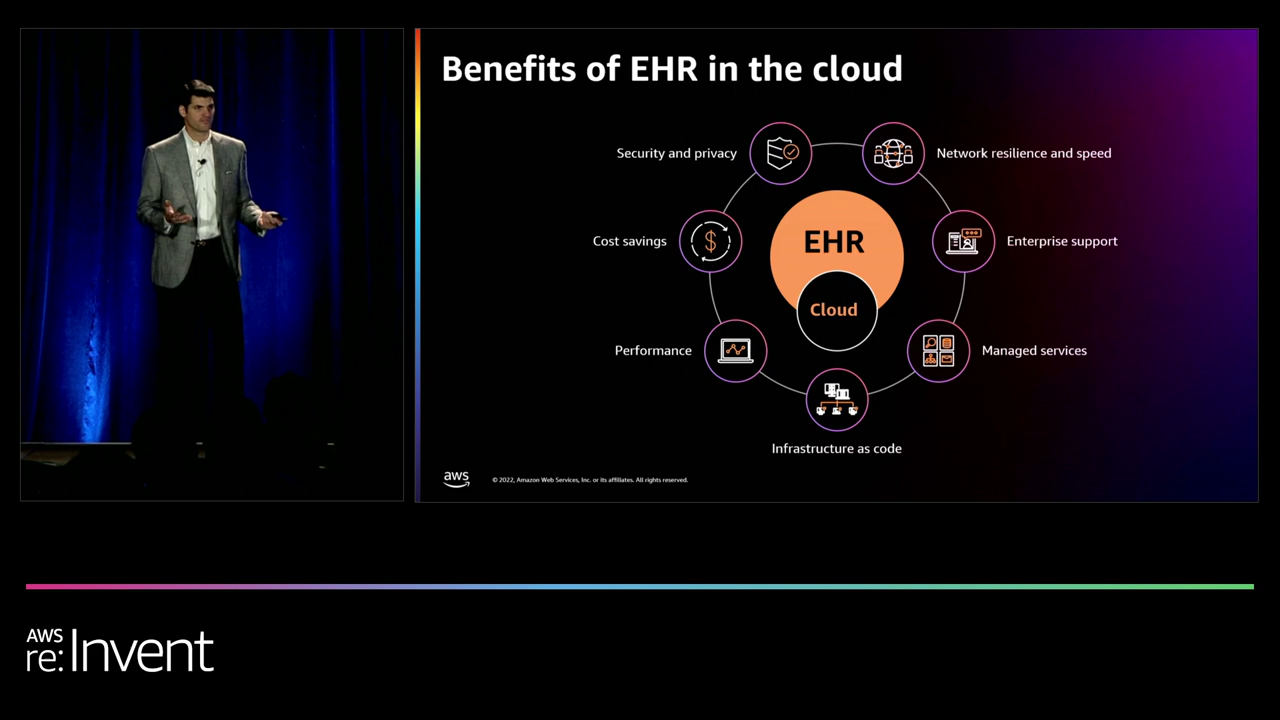 Benefits of EHR in the cloud
Security and privacy
Network resilience and speed
Cost savings
EHR
Enterprise support
Cloud
Performance
Managed services
Infrastructure as code
aws
© 2022, Amazon Web Services, Inc. or its affiliates. All rights reserved.
AWS
re:Invent